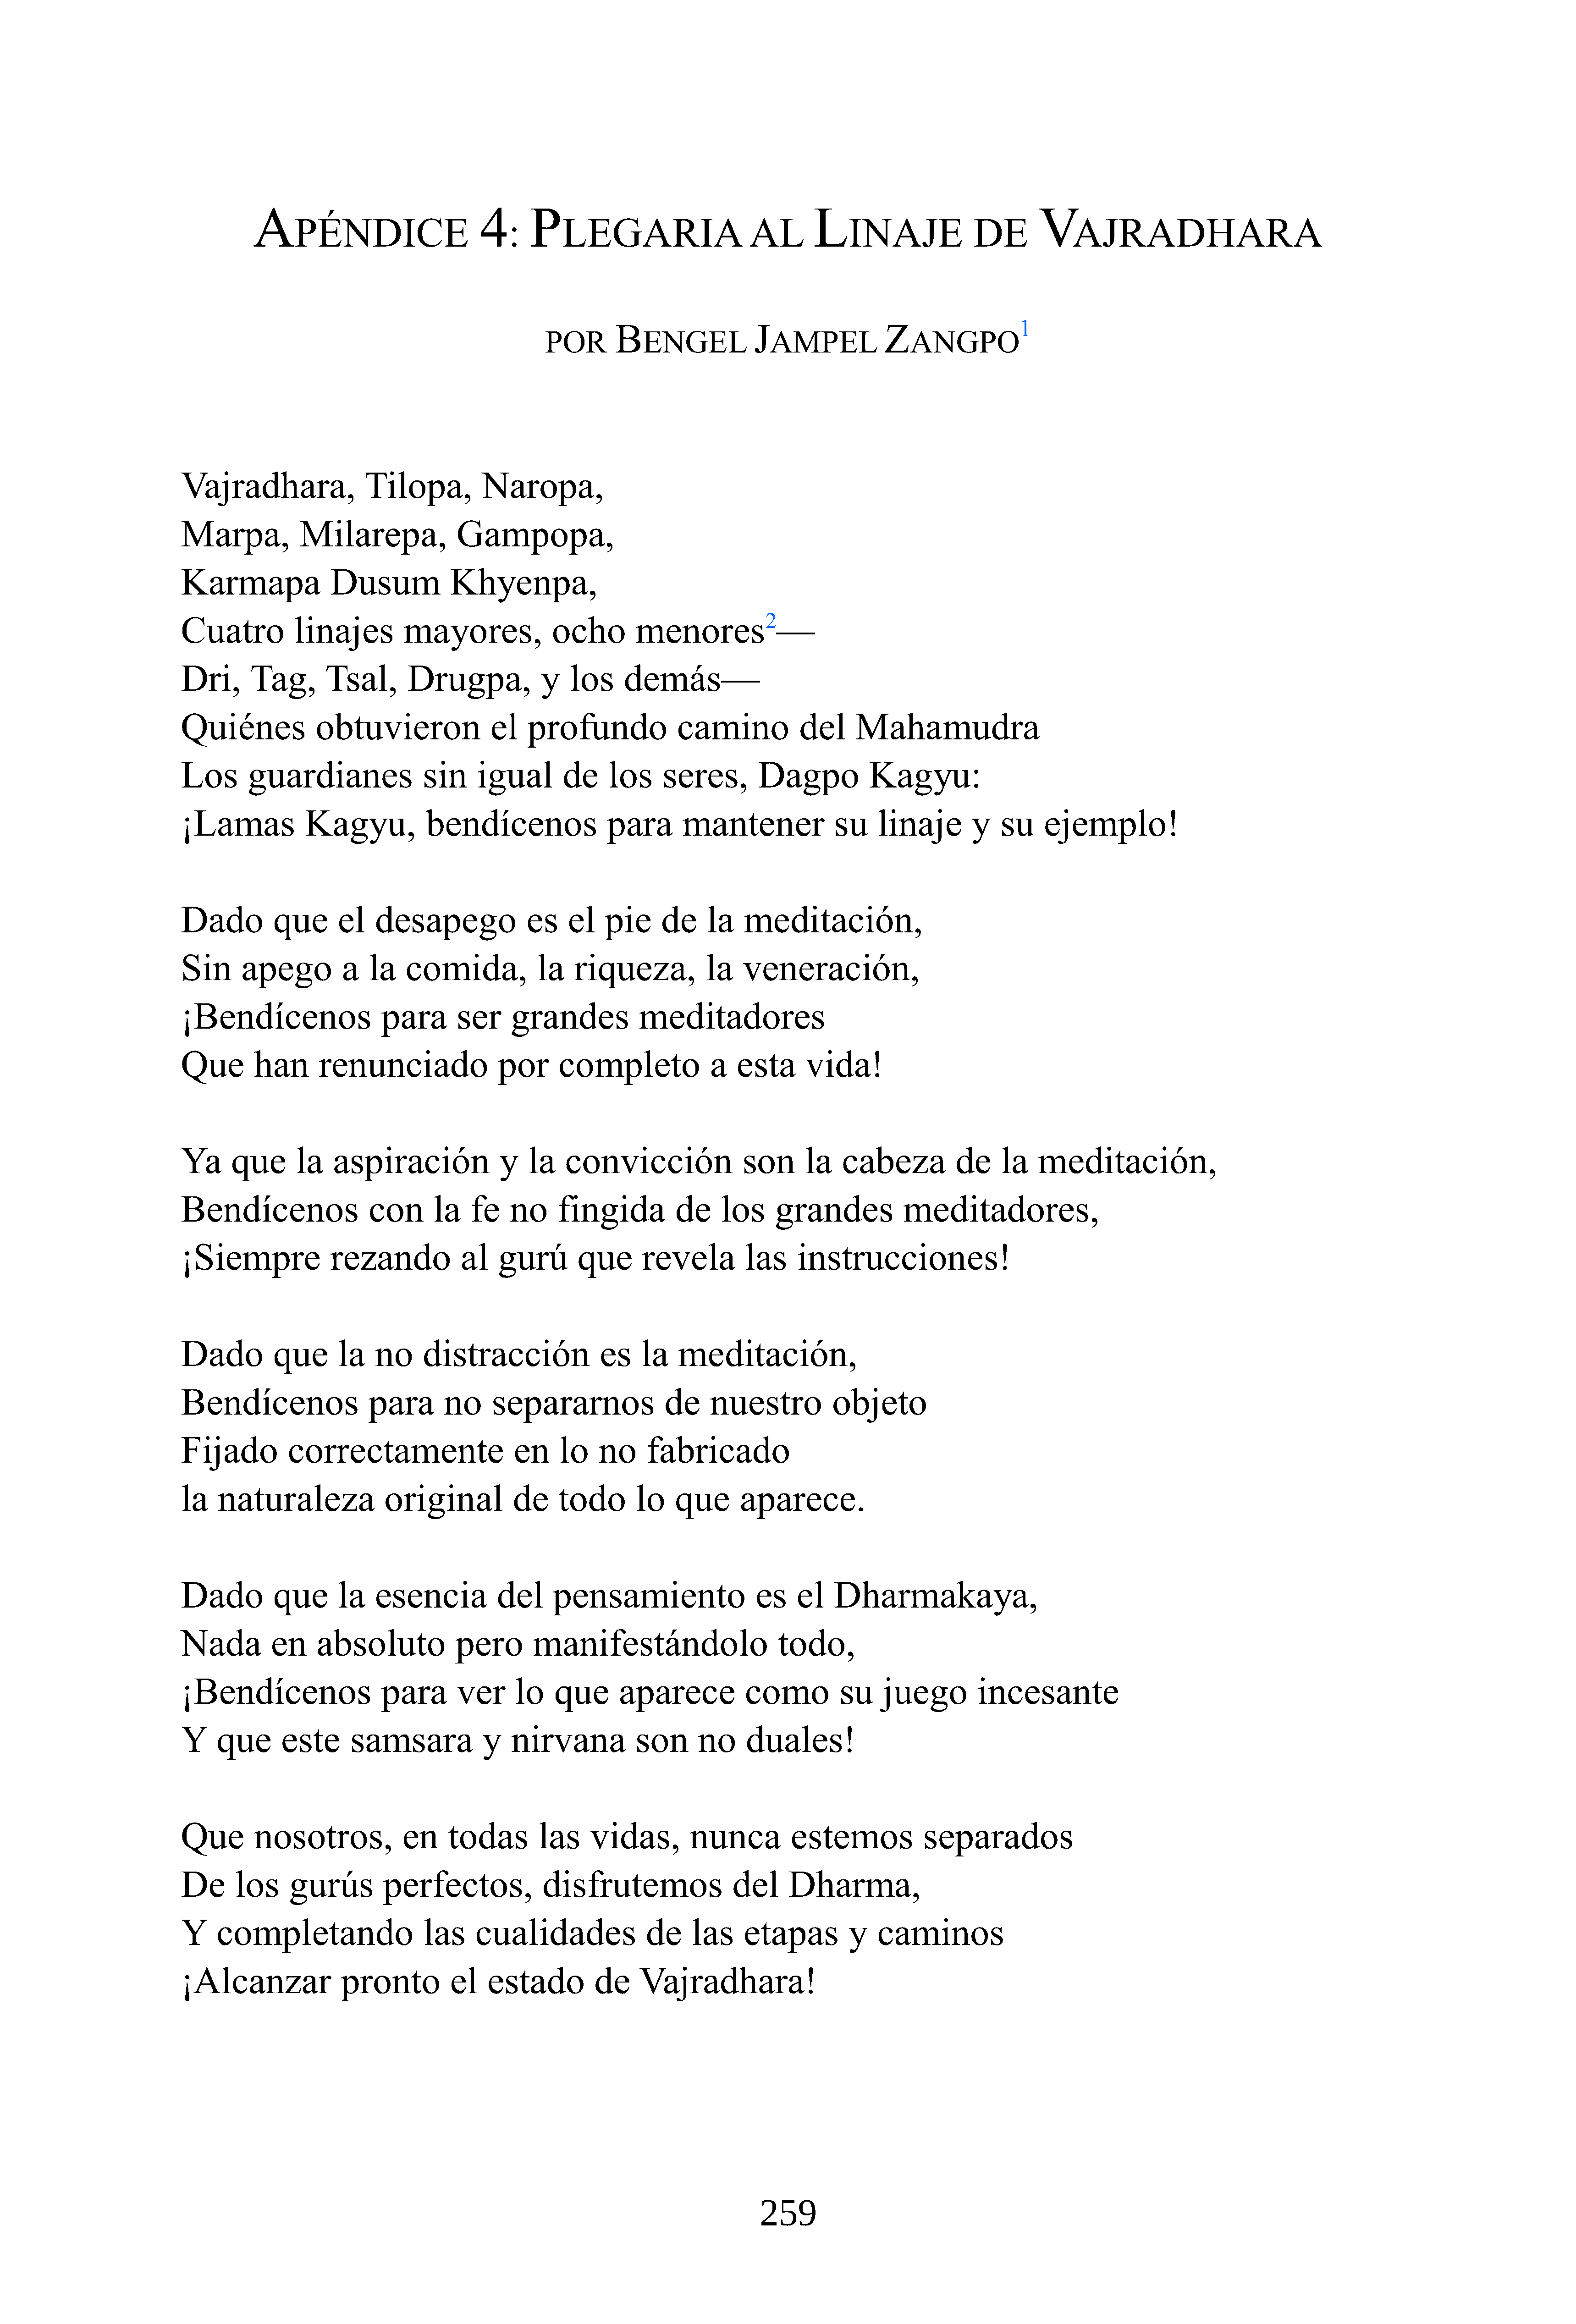 APÉNDICE 4: PLEGARIA AL LINAJE DE VAJRADHARA
POR BENGEL JAMPEL ZANGPO1
Vajradhara, Tilopa, Naropa,
Marpa, Milarepa, Gampopa,
Karmapa Dusum Khyenpa,
Cuatro linajes mayores, ocho menores2—
Dri, Tag, Tsal, Drugpa, y los demás—
Quiénes obtuvieron el profundo camino del Mahamudra
Los guardianes sin igual de los seres, Dagpo Kagyu:
¡Lamas Kagyu, bendícenos para mantener su linaje y su ejemplo!
Dado que el desapego es el pie de la meditación,
Sin apego a la comida, la riqueza, la veneración,
¡Bendícenos para ser grandes meditadores
Que han renunciado por completo a esta vida!
Ya que la aspiración y la convicción son la cabeza de la meditación,
Bendícenos con la fe no fingida de los grandes meditadores,
¡Siempre rezando al gurú que revela las instrucciones!
Dado que la no distracción es la meditación,
Bendícenos para no separarnos de nuestro objeto
Fijado correctamente en lo no fabricado
la naturaleza original de todo lo que aparece.
Dado que la esencia del pensamiento es el Dharmakaya,
Nada en absoluto pero manifestándolo todo,
¡Bendícenos para ver lo que aparece como su juego incesante
Y que este samsara y nirvana son no duales!
Que nosotros, en todas las vidas, nunca estemos separados
De los gurús perfectos, disfrutemos del Dharma,
Y completando las cualidades de las etapas y caminos
¡Alcanzar pronto el estado de Vajradhara!
259